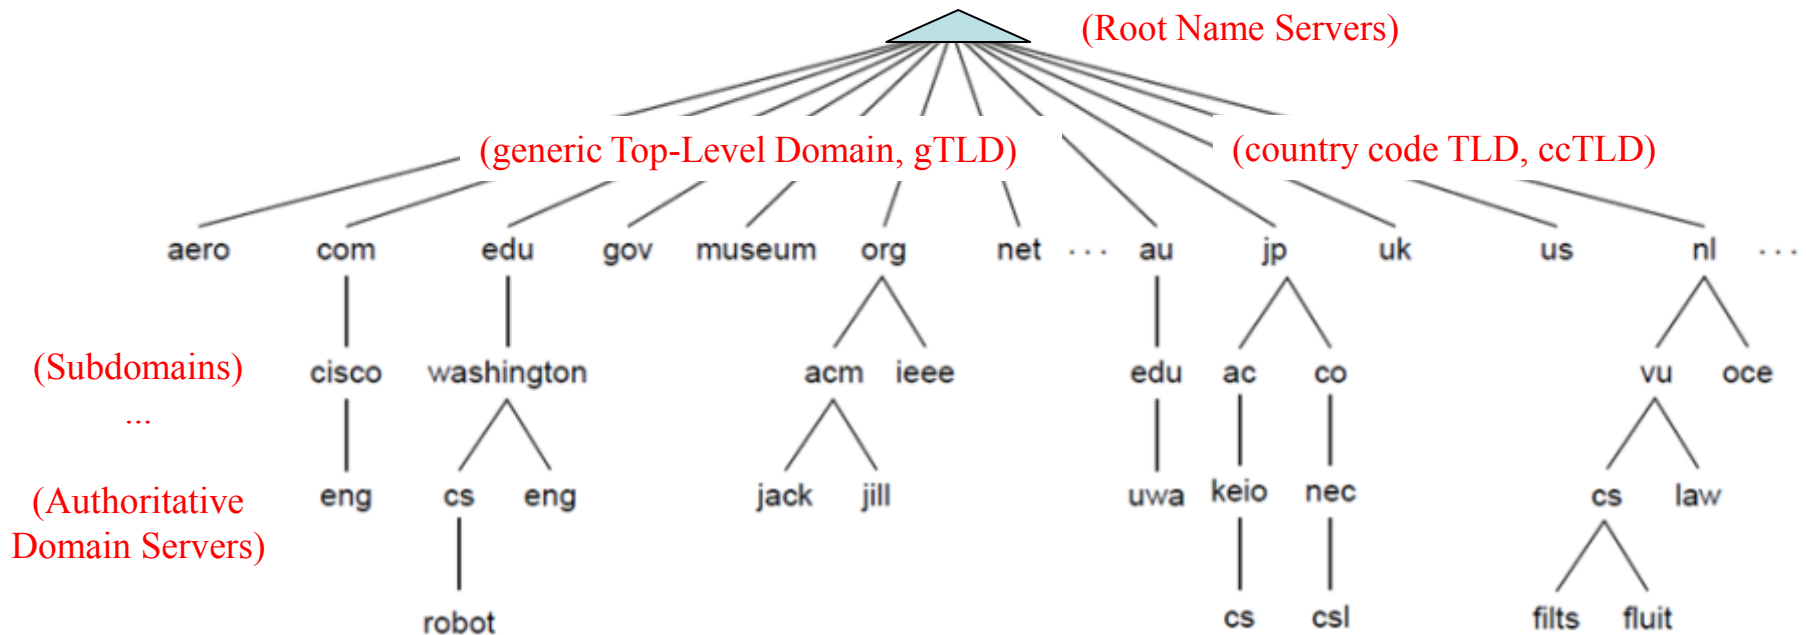 (Root Name Servers)
(generic Top-Level Domain, gTLD) (country code TLD, ccTLD)
aero com edu gov museum org net ... au jp uk us nl ...
(Subdomains) cisco washington acm ieee edu ac co vu oce
...
(Authoritative eng cs eng jack jill uwa keio nec cs law
Domain Servers)
robot cs csl filts fluit